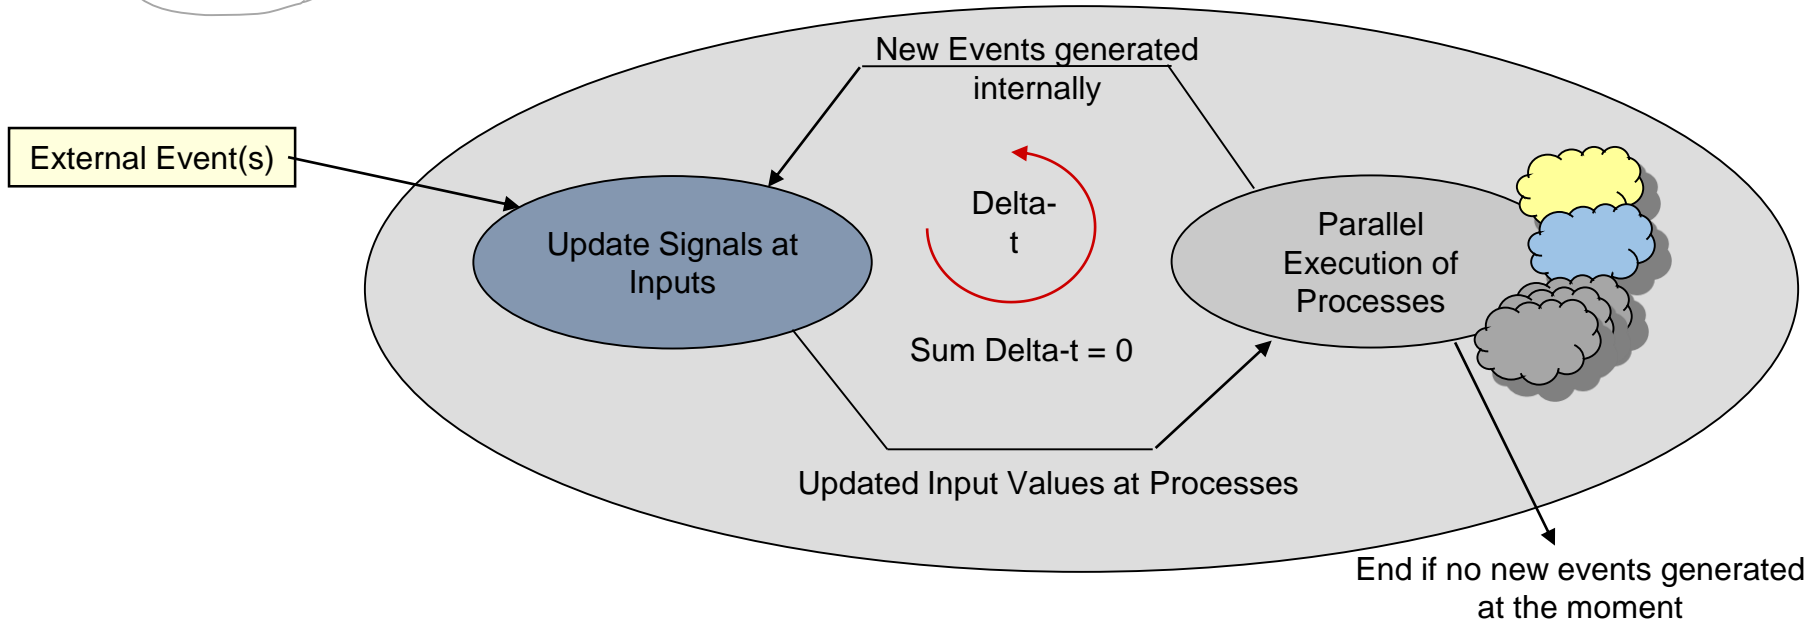 New Events generated
internally
External Event(s)
Delta-
t
Update Signals at
Inputs
Parallel
Execution of
Processes
Sum Delta-t = 0
Updated Input Values at Processes
End if no new events generated
at the moment